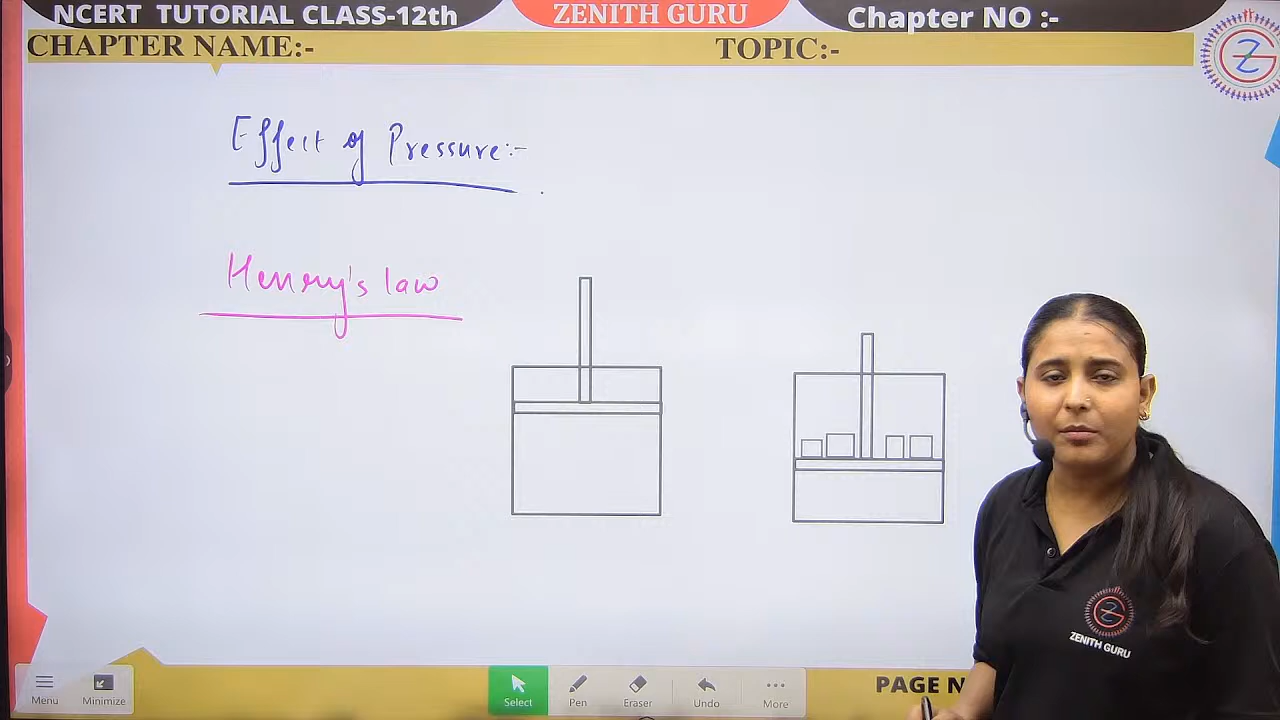 NCERT TUTORIAL CLASS-12th
ZENITH GURU
Chapter NO :-
CHAPTER NAME:-
TOPIC:-
Effect of Pressure:-
Henry's law
ZENITH GURU
Menu
Minimize
Select
Pen
Eraser
Undo
More
PAGE N